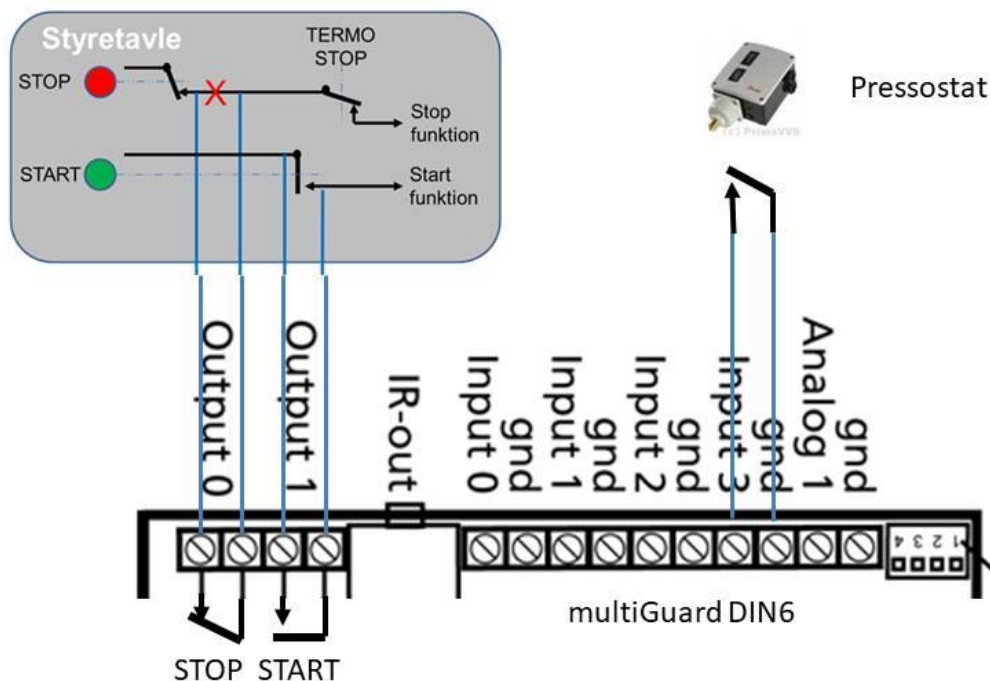 Styretavle
TERMO
STOP
STOP
Stop
funktion
START
Start
funktion
Pressostat
(c) PrimaVVS
Output 0
Output 1
IR-out
Input 0
gnd
Input 1
gnd
Input 2
gnd
Input 3
gnd
Analog 1
gnd
4 3 2 1
multiGuard DIN6
STOP START